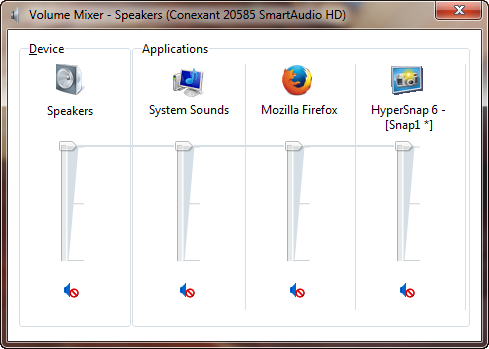 Volume Mixer - Speakers (Conexant 20585 SmartAudio HD)
Device
Applications
Speakers
System Sounds
Mozilla Firefox
HyperSnap 6 -
[Snap1 *]